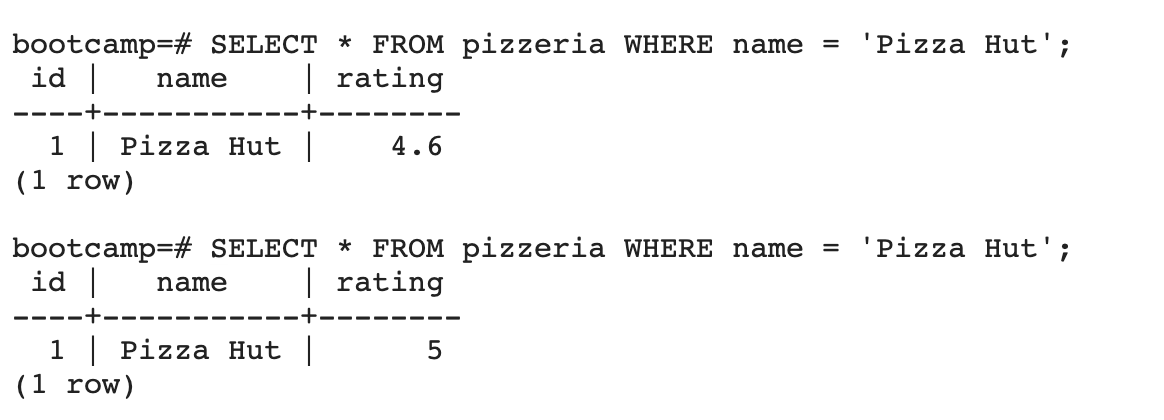 bootcamp=# SELECT * FROM pizzeria WHERE name = 'Pizza Hut';
 id |   name    | rating
----+-----------+--------
  1 | Pizza Hut |    4.6
(1 row)

bootcamp=# SELECT * FROM pizzeria WHERE name = 'Pizza Hut';
 id |   name    | rating
----+-----------+--------
  1 | Pizza Hut |      5
(1 row)